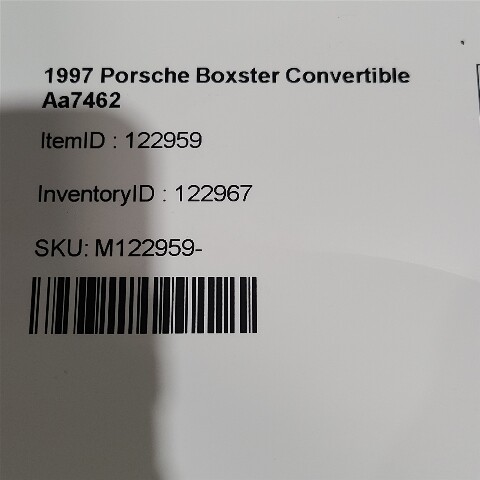 1997 Porsche Boxster Convertible
Aa7462
ItemID : 122959
InventoryID : 122967
SKU: M122959-